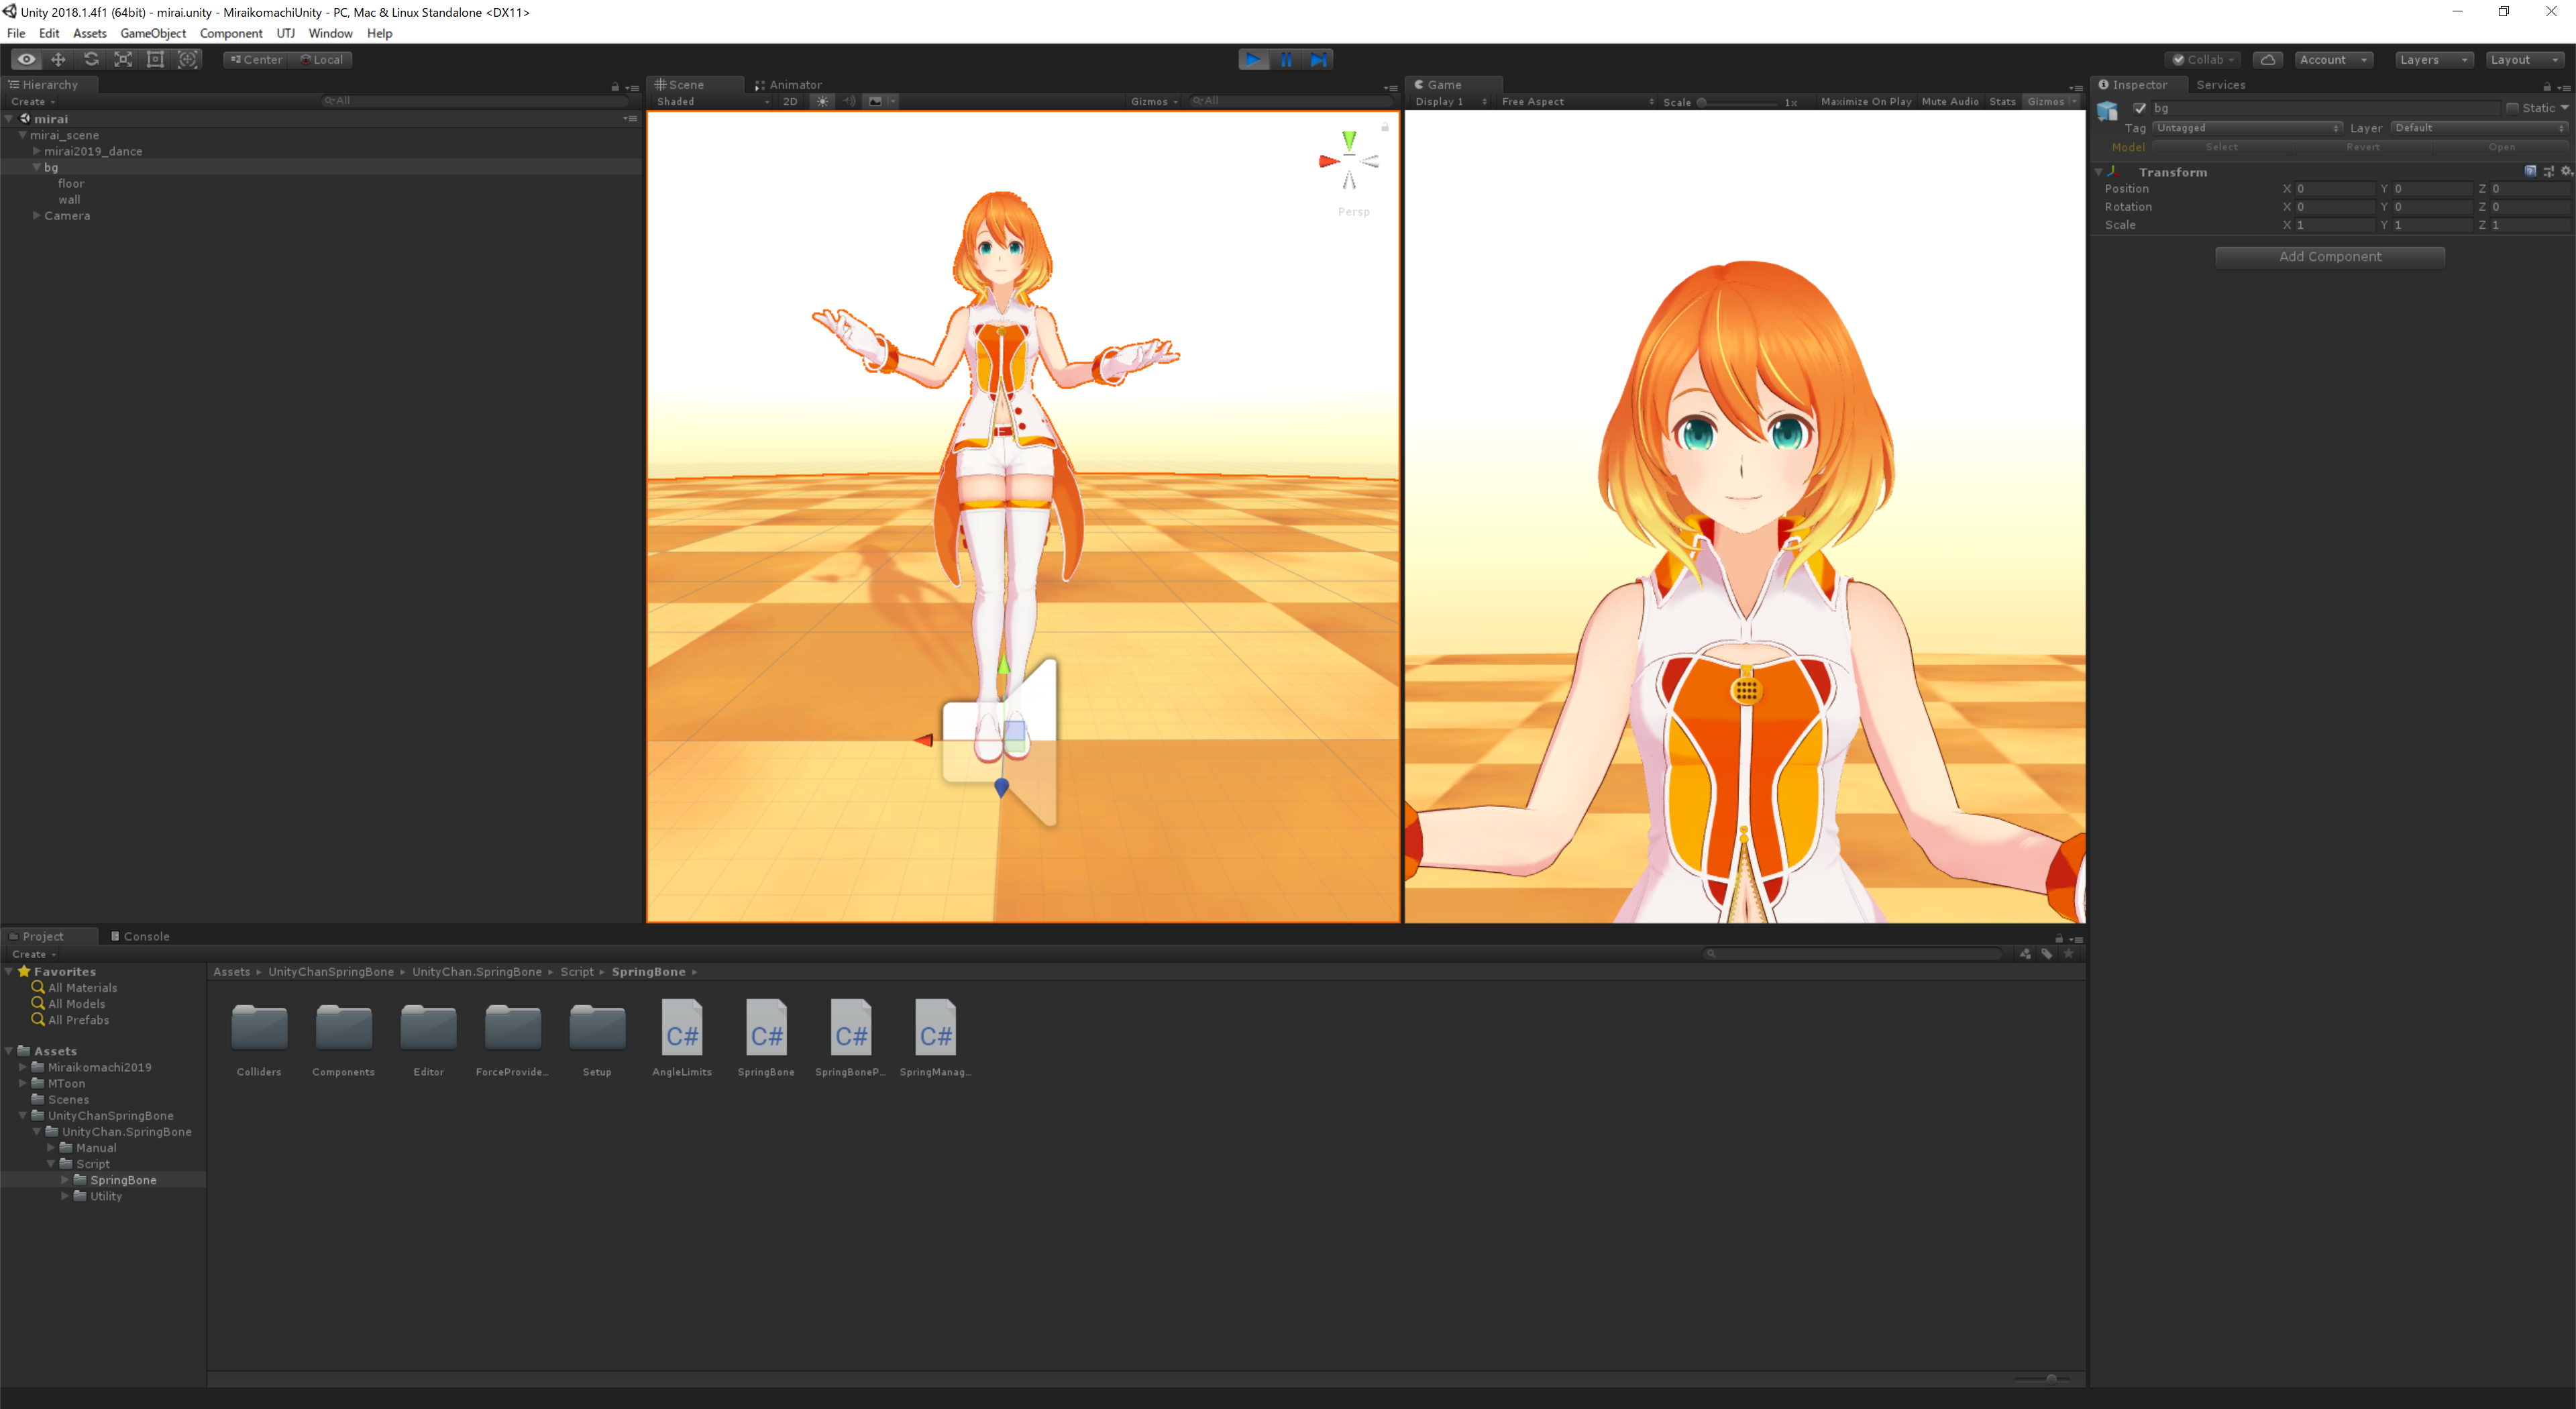 Unity 2018.1.4f1 (64bit) - mirai.unity - MiraikomachiUnity - PC, Mac & Linux Standalone <DX11>
File Edit Assets GameObject Component UTJ Window Help
Center Local Collab Account Layers Layout
Hierarchy
Create All
mirai
mirai_scene
mirai2019_dance
bg
floor
wall
Camera
Scene Animator
Shaded 2D Gizmos All
Persp
Game
Display 1 Free Aspect Scale 1x Maximize On Play Mute Audio Stats Gizmos
Inspector Services
bg Static
Tag Untagged Layer Default
Model Select Revert Open
Transform
Position X 0 Y 0 Z 0
Rotation X 0 Y 0 Z 0
Scale X 1 Y 1 Z 1
Add Component
Project Console
Create
Favorites
All Materials
All Models
All Prefabs
Assets
Miraikomachi2019
MToon
Scenes
UnityChanSpringBone
UnityChan.SpringBone
Manual
Script
SpringBone
Utility
Assets UnityChanSpringBone UnityChan.SpringBone Script SpringBone
C# C# C# C#
Colliders Components Editor ForceProvide... Setup AngleLimits SpringBone SpringBoneP... SpringManag...